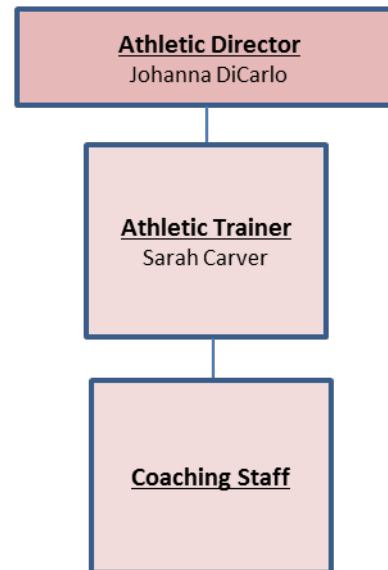 Athletic Director
Johanna DiCarlo
Athletic Trainer
Sarah Carver
Coaching Staff